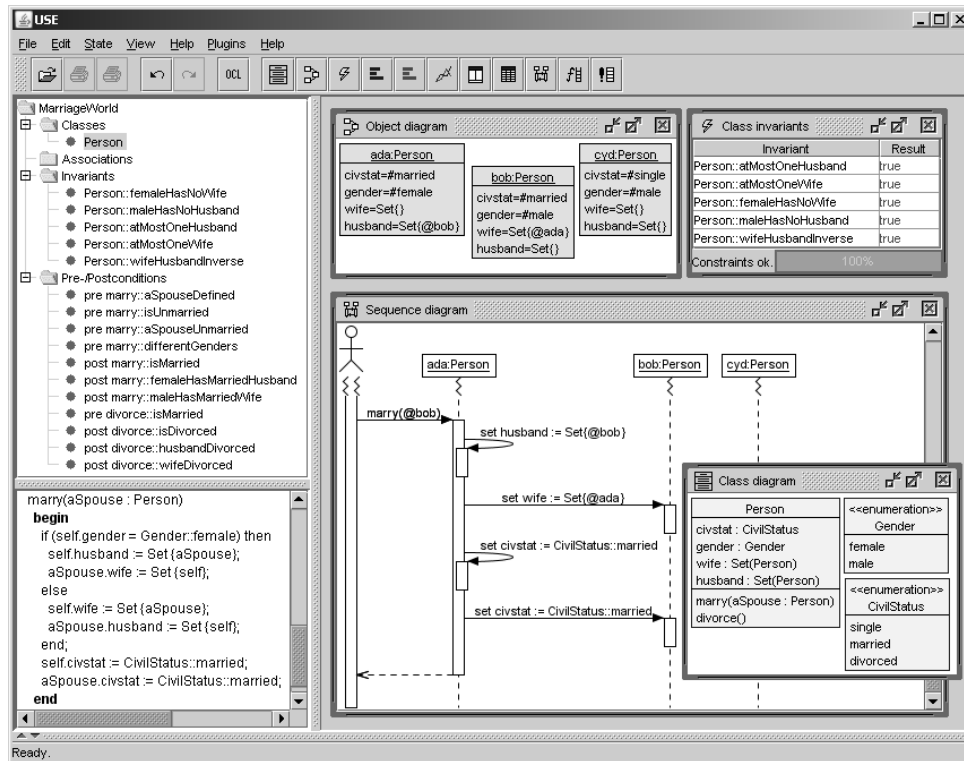 USE
File Edit State View Help Plugins Help
OCL
MarriageWorld
Classes
Person
Associations
Invariants
Person::femaleHasNoWife
Person::maleHasNoHusband
Person::atMostOneHusband
Person::atMostOneWife
Person::wifeHusbandInverse
Pre-/Postconditions
pre marry::aSpouseDefined
pre marry::isUnmarried
pre marry::aSpouseUnmarried
pre marry::differentGenders
post marry::isMarried
post marry::femaleHasMarriedHusband
post marry::maleHasMarriedWife
pre divorce::isMarried
post divorce::isDivorced
post divorce::husbandDivorced
post divorce::wifeDivorced
marry(aSpouse : Person)
begin
if (self.gender = Gender::female) then
self.husband := Set {aSpouse};
aSpouse.wife := Set {self};
else
self.wife := Set {aSpouse};
aSpouse.husband := Set {self};
end;
self.civstat := CivilStatus::married;
aSpouse.civstat := CivilStatus::married;
end
Object diagram
ada:Person
civstat=#married
gender=#female
wife=Set{}
husband=Set{@bob}
bob:Person
civstat=#married
gender=#male
wife=Set{@ada}
husband=Set{}
cyd:Person
civstat=#single
gender=#male
wife=Set{}
husband=Set{}
Class invariants
Invariant Result
Person::atMostOneHusband true
Person::atMostOneWife true
Person::femaleHasNoWife true
Person::maleHasNoHusband true
Person::wifeHusbandInverse true
Constraints ok. 100%
Sequence diagram
ada:Person bob:Person cyd:Person
marry(@bob)
set husband := Set{@bob}
set wife := Set{@ada}
set civstat := CivilStatus::married
set civstat := CivilStatus::married
Class diagram
Person
civstat : CivilStatus
gender : Gender
wife : Set(Person)
husband : Set(Person)
marry(aSpouse : Person)
divorce()
<<enumeration>>
Gender
female
male
<<enumeration>>
CivilStatus
single
married
divorced
Ready.